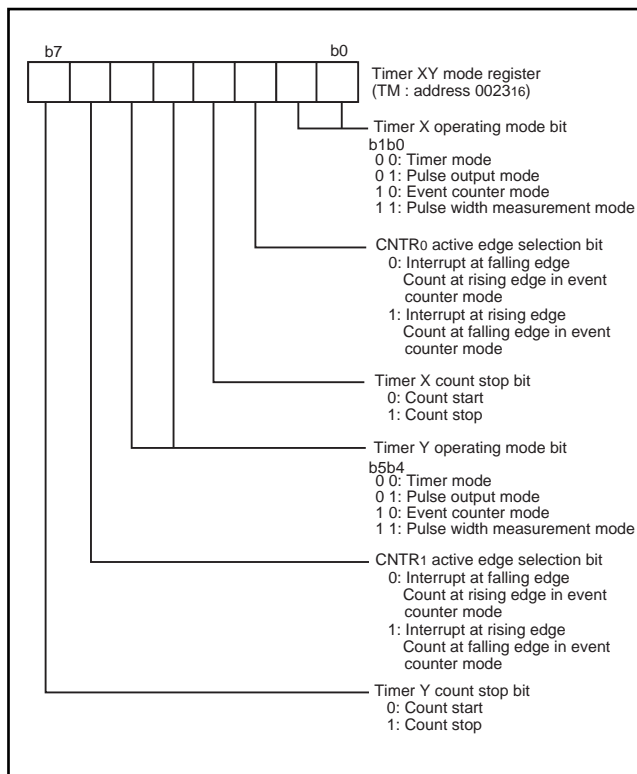 b7 b0
Timer XY mode register
(TM : address 002316)
Timer X operating mode bit
b1b0
0 0: Timer mode
0 1: Pulse output mode
1 0: Event counter mode
1 1: Pulse width measurement mode
CNTR0 active edge selection bit
0: Interrupt at falling edge
Count at rising edge in event
counter mode
1: Interrupt at rising edge
Count at falling edge in event
counter mode
Timer X count stop bit
0: Count start
1: Count stop
Timer Y operating mode bit
b5b4
0 0: Timer mode
0 1: Pulse output mode
1 0: Event counter mode
1 1: Pulse width measurement mode
CNTR1 active edge selection bit
0: Interrupt at falling edge
Count at rising edge in event
counter mode
1: Interrupt at rising edge
Count at falling edge in event
counter mode
Timer Y count stop bit
0: Count start
1: Count stop